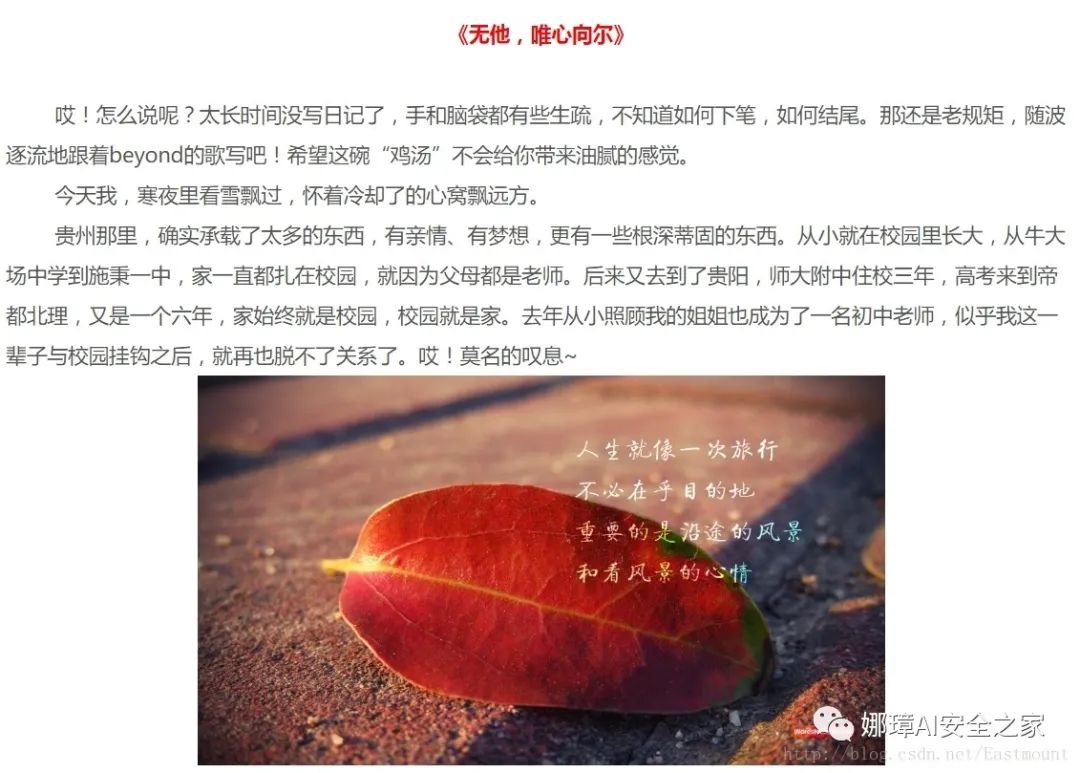 《无他，唯心向尔》
哎！怎么说呢？太长时间没写日记了，手和脑袋都有些生疏，不知道如何下笔，如何结尾。那还是老规矩，随波
逐流地跟着beyond的歌写吧！希望这碗“鸡汤”不会给你带来油腻的感觉。
今天我，寒夜里看雪飘过，怀着冷却了的心窝飘远方。
贵州那里，确实承载了太多的东西，有亲情、有梦想，更有一些根深蒂固的东西。从小就在校园里长大，从牛大
场中学到施秉一中，家一直都扎在校园，就因为父母都是老师。后来又去到了贵阳，师大附中住校三年，高考来到帝
都北理，又是一个六年，家始终就是校园，校园就是家。去年从小照顾我的姐姐也成为了一名初中老师，似乎我这一
辈子与校园挂钩之后，就再也脱不了关系了。哎！莫名的叹息~
人生就像一次旅行
不必在乎目的地
重要的是沿途的风景
和看风景的心情
娜璋AI安全之家
http://blog.csdn.net/Eastmount